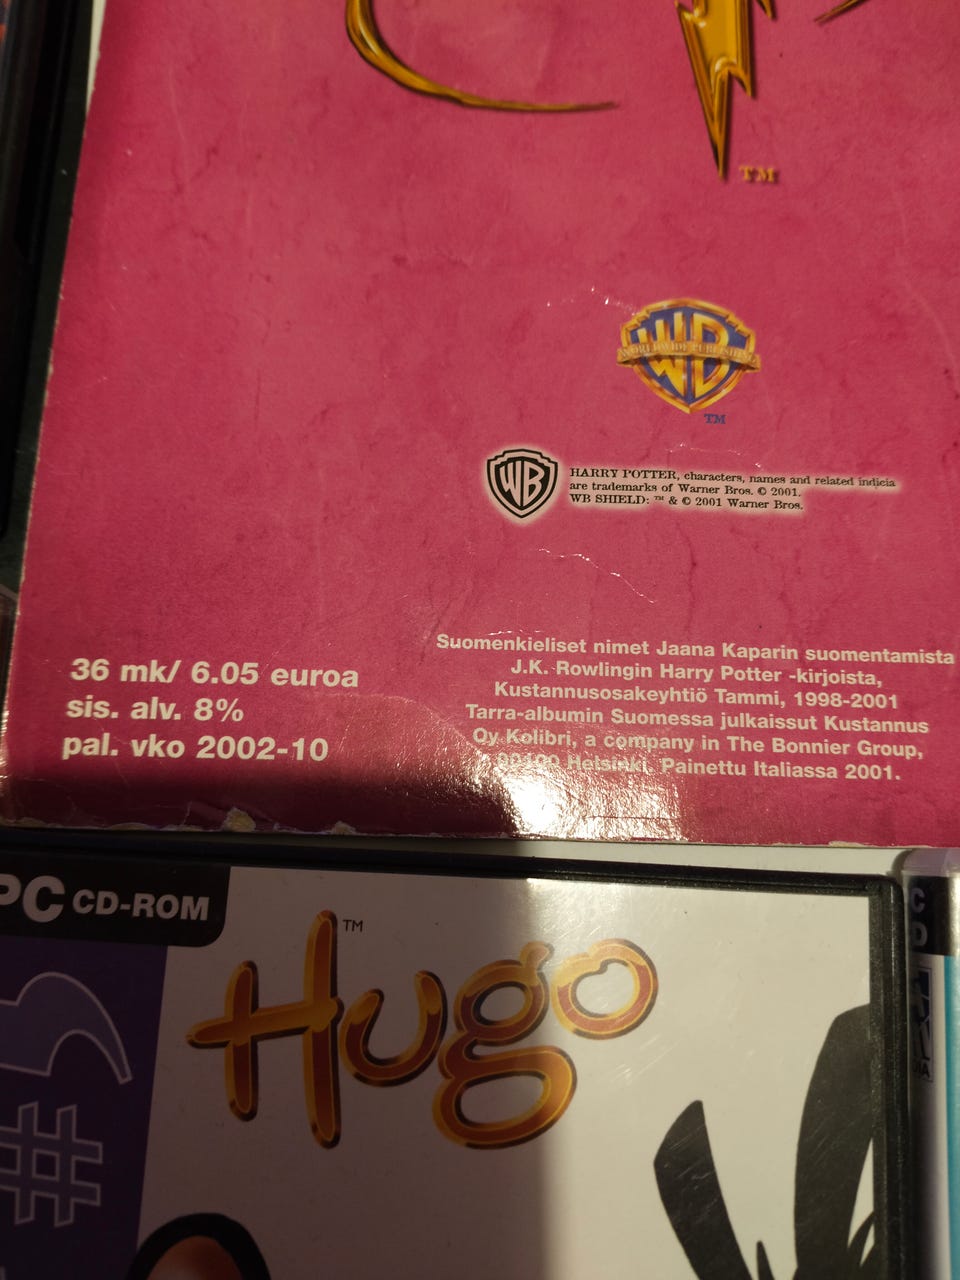 TM
WB
WORLDWIDE PUBLISHING
TM
WB
HARRY POTTER, characters, names and related indicia
are trademarks of Warner Bros. © 2001.
WB SHIELD: ™ & © 2001 Warner Bros.
36 mk/ 6.05 euroa
sis. alv. 8%
pal. vko 2002-10
Suomenkieliset nimet Jaana Kaparin suomentamista
J.K. Rowlingin Harry Potter -kirjoista,
Kustannusosakeyhtiö Tammi, 1998-2001
Tarra-albumin Suomessa julkaissut Kustannus
Oy Kolibri, a company in The Bonnier Group,
00100 Helsinki. Painettu Italiassa 2001.
PC CD-ROM
Hugo
TM
#
CD